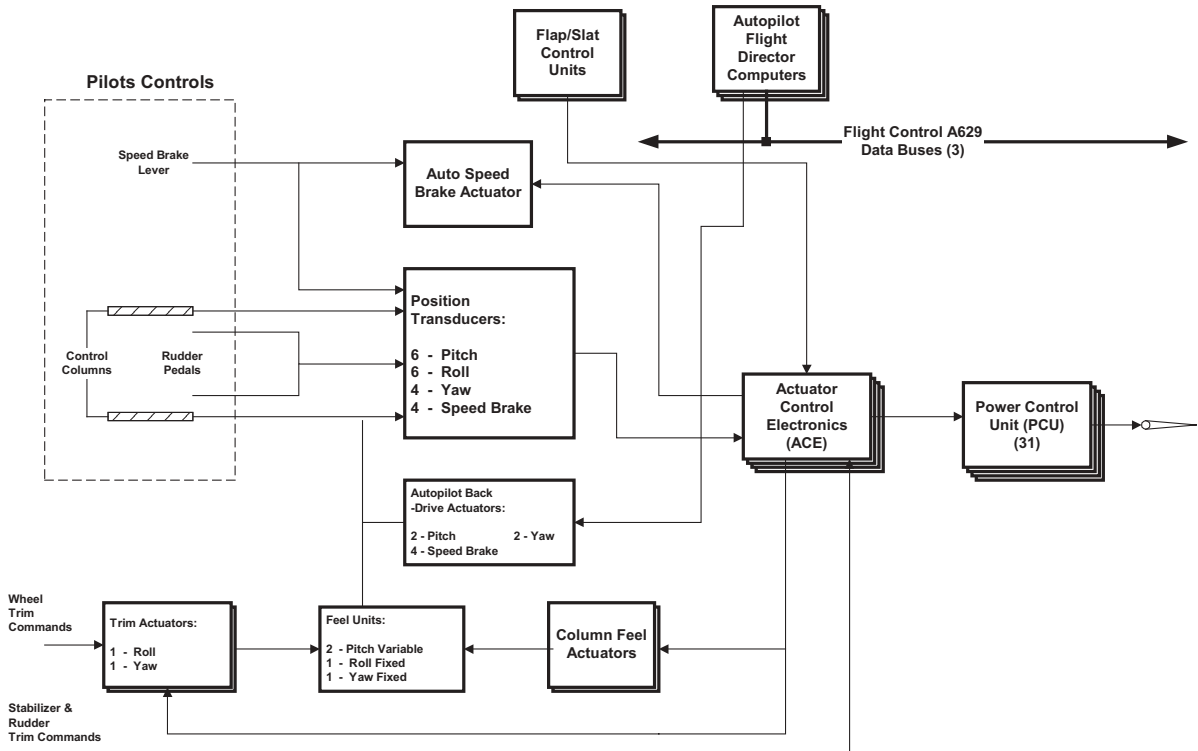 Flap/Slat
Control
Units
Autopilot
Flight
Director
Computers
Pilots Controls
Flight Control A629
Data Buses (3)
Speed Brake
Lever
Auto Speed
Brake Actuator
Position
Transducers:
6 - Pitch
6 - Roll
4 - Yaw
4 - Speed Brake
Control
Columns
Rudder
Pedals
Actuator
Control
Electronics
(ACE)
Power Control
Unit (PCU)
(31)
Autopilot Back
-Drive Actuators:
2 - Pitch 2 - Yaw
4 - Speed Brake
Wheel
Trim
Commands
Trim Actuators:
1 - Roll
1 - Yaw
Feel Units:
2 - Pitch Variable
1 - Roll Fixed
1 - Yaw Fixed
Column Feel
Actuators
Stabilizer &
Rudder
Trim Commands